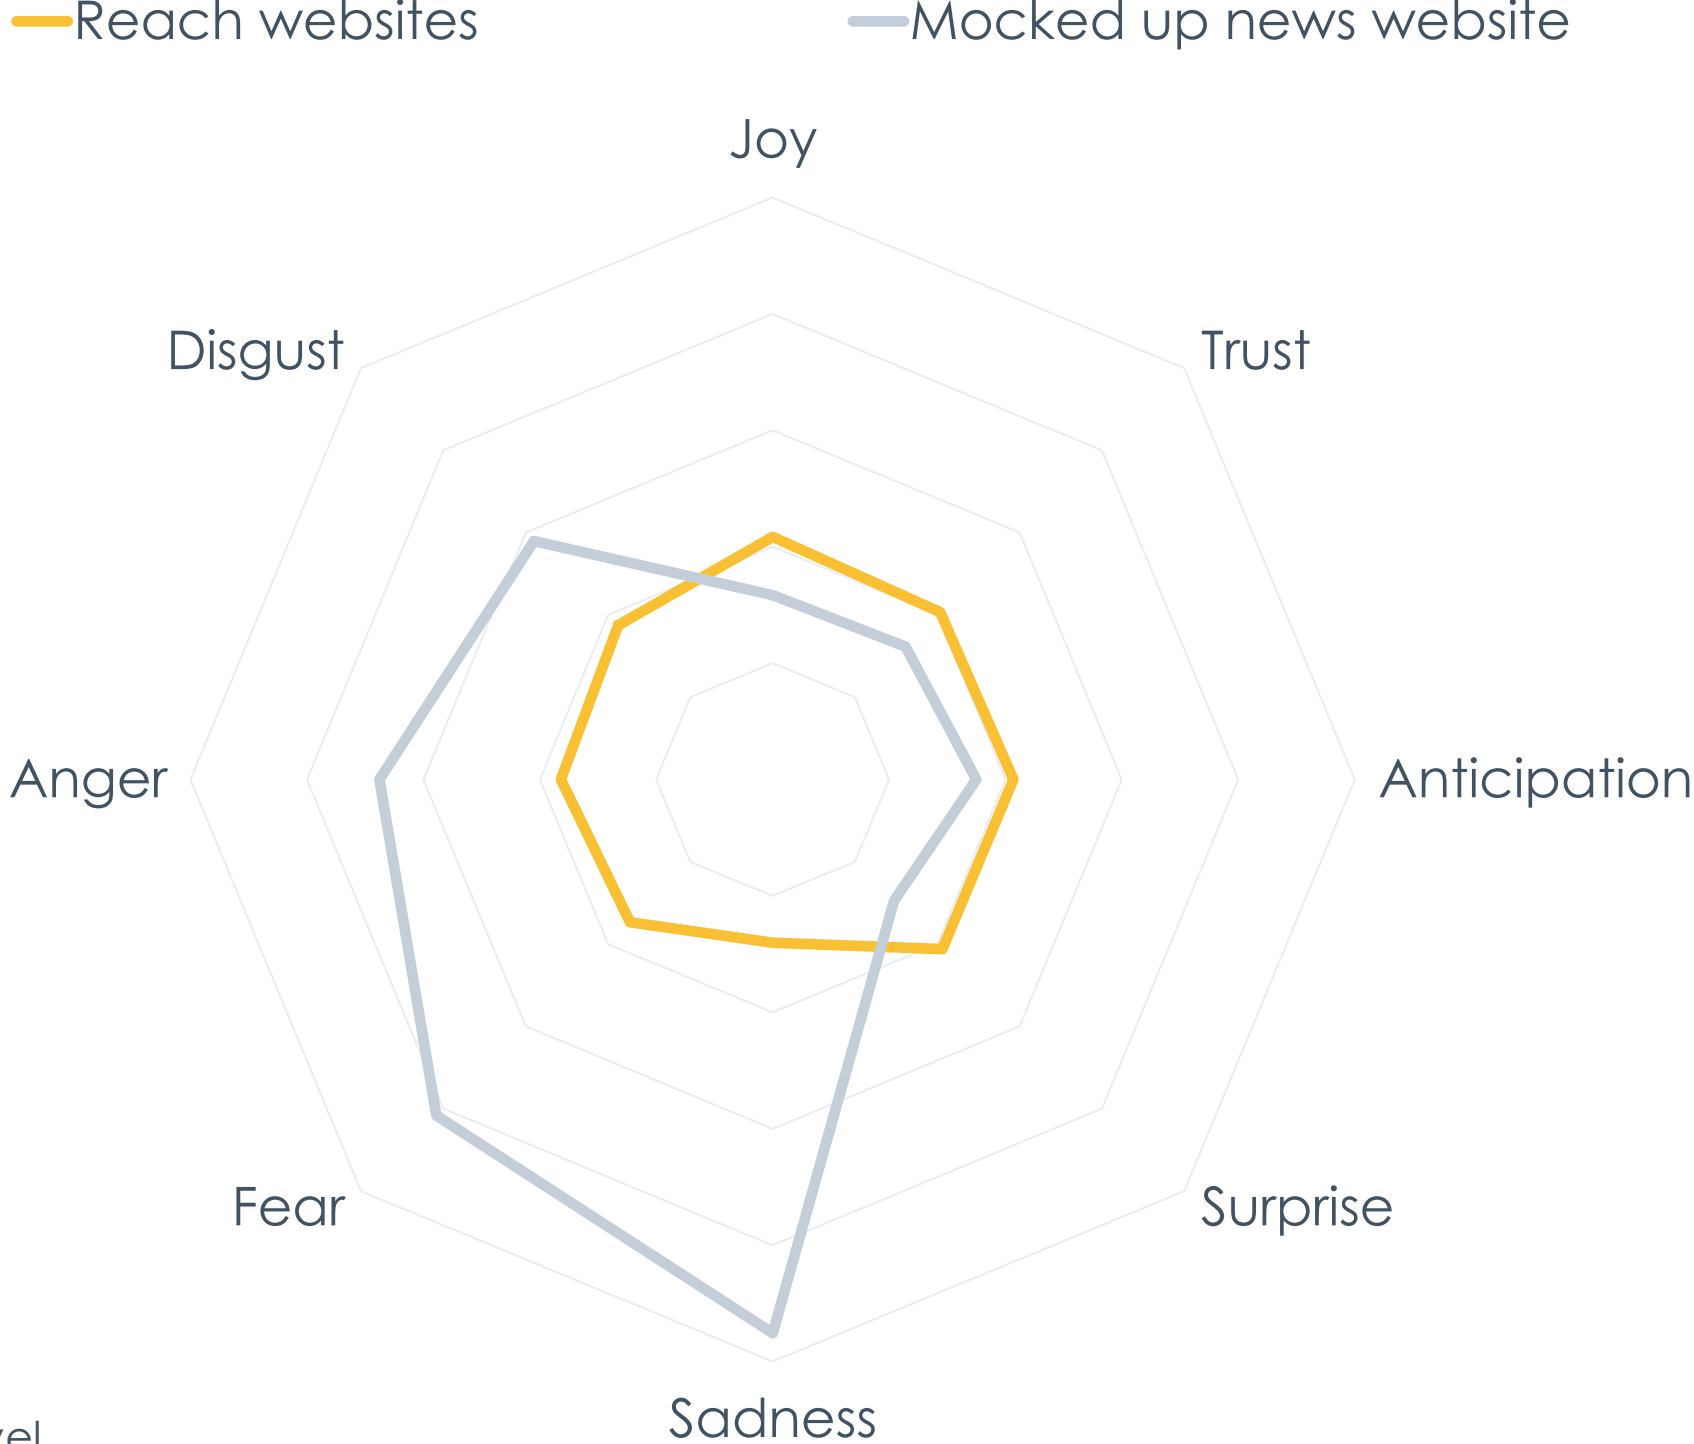 Reach websites
Mocked up news website
Joy
Disgust
Trust
Anger
Anticipation
Fear
Surprise
Sadness